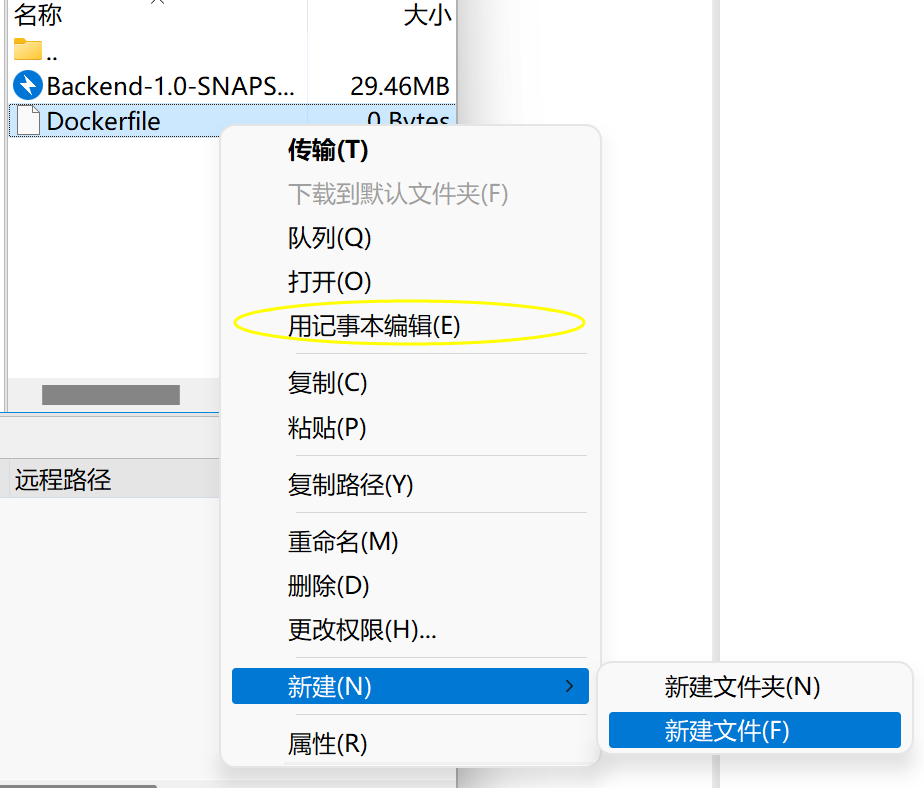 名称 大小
..
Backend-1.0-SNAPS... 29.46MB
Dockerfile 0 Bytes
传输(T)
下载到默认文件夹(F)
队列(Q)
打开(O)
用记事本编辑(E)
复制(C)
粘贴(P)
复制路径(Y)
远程路径
重命名(M)
删除(D)
更改权限(H)...
新建(N)
新建文件夹(N)
新建文件(F)
属性(R)